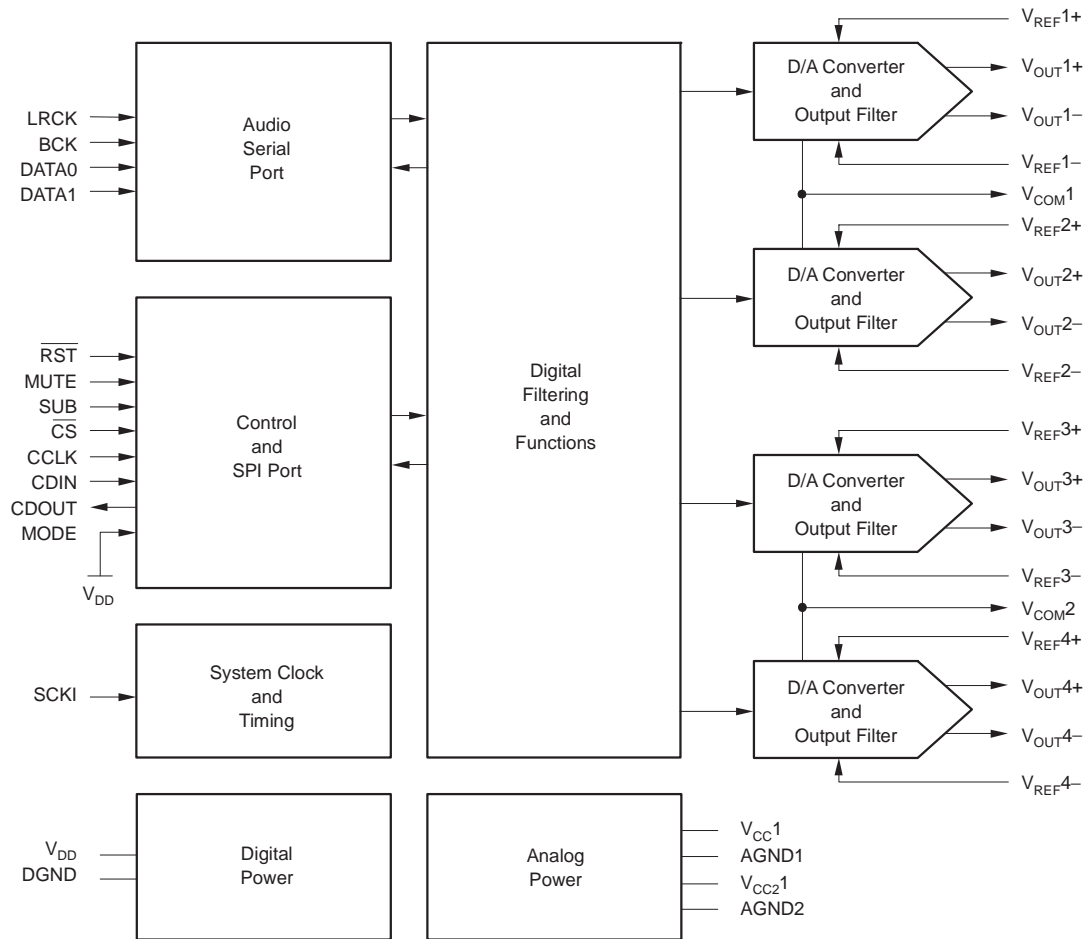 LRCK
BCK
DATA0
DATA1
Audio
Serial
Port
RST
MUTE
SUB
CS
CCLK
CDIN
CDOUT
MODE
VDD
Control
and
SPI Port
SCKI
System Clock
and
Timing
VDD
DGND
Digital
Power
Digital
Filtering
and
Functions
Analog
Power
VCC1
AGND1
VCC21
AGND2
D/A Converter
and
Output Filter
VREF1+
VOUT1+
VOUT1–
VREF1–
VCOM1
D/A Converter
and
Output Filter
VREF2+
VOUT2+
VOUT2–
VREF2–
D/A Converter
and
Output Filter
VREF3+
VOUT3+
VOUT3–
VREF3–
VCOM2
D/A Converter
and
Output Filter
VREF4+
VOUT4+
VOUT4–
VREF4–